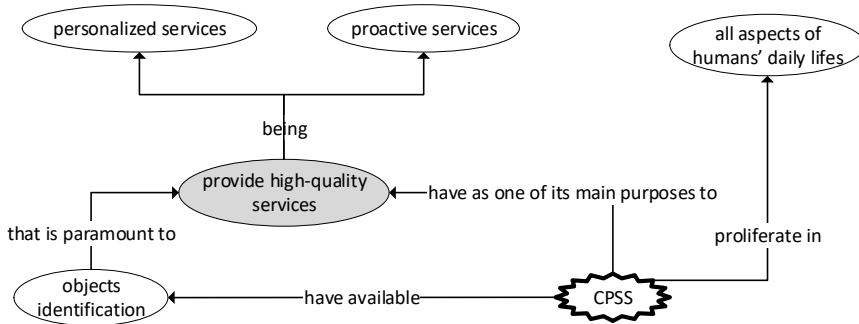 personalized services
proactive services
all aspects of
humans' daily lifes
being
provide high-quality
services
have as one of its main purposes to
that is paramount to
proliferate in
objects
identification
have available
CPSS